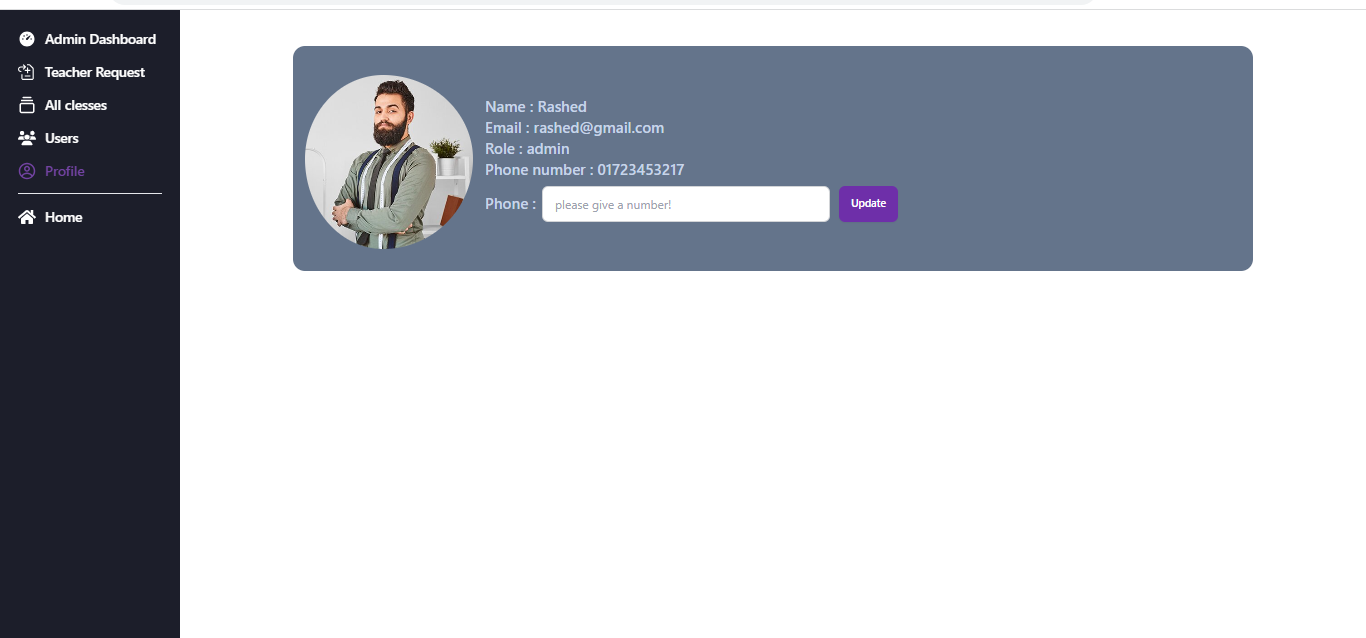 Admin Dashboard
Teacher Request
All clesses
Users
Profile
Home
Name : Rashed
Email : rashed@gmail.com
Role : admin
Phone number : 01723453217
Phone : please give a number! Update